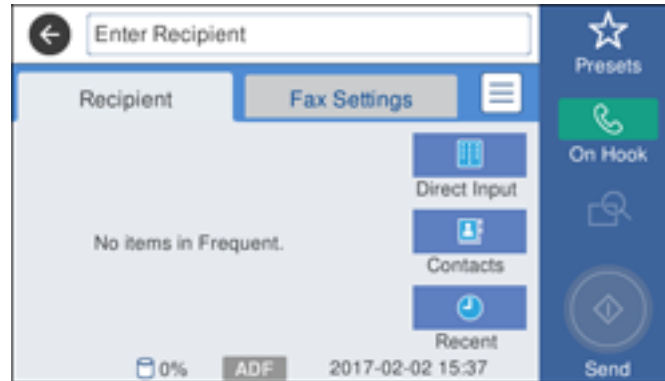 Enter Recipient
Presets
Recipient
Fax Settings
On Hook
Direct Input
No items in Frequent.
Contacts
Recent
0%
ADF
2017-02-02 15:37
Send